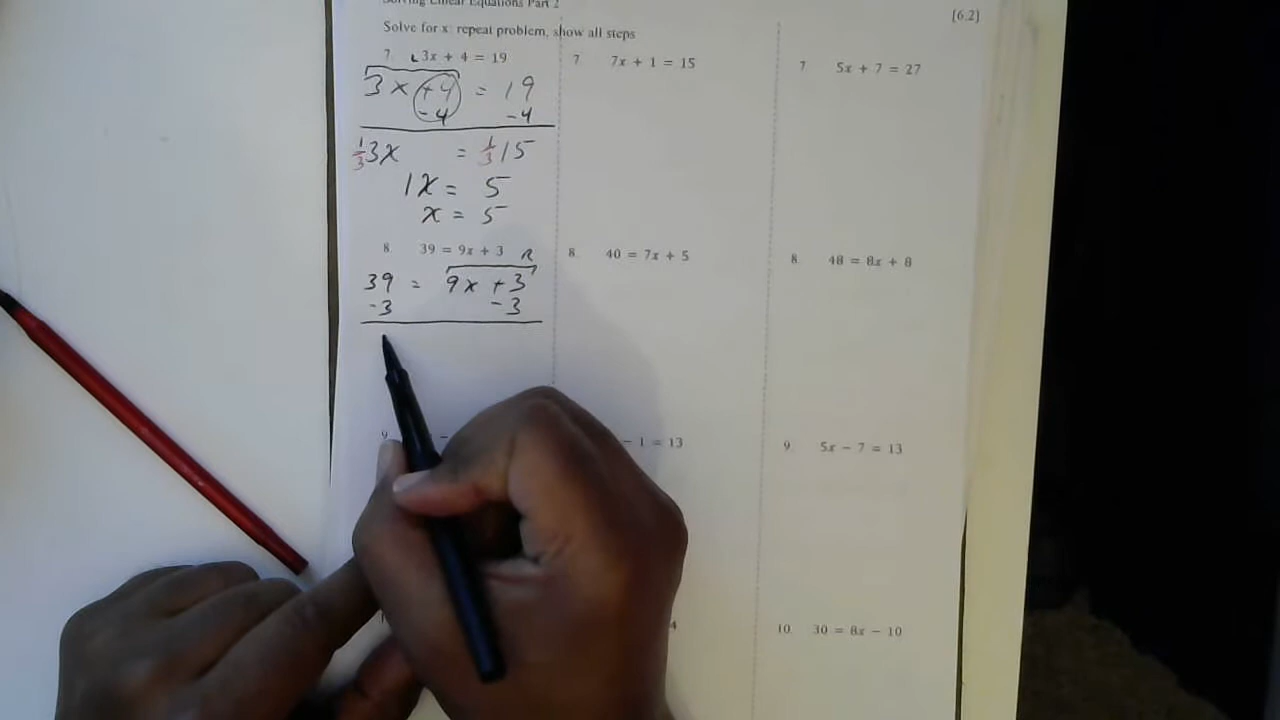 Solving Linear Equations Part 2
[6.2]
Solve for x: repeat problem, show all steps
7. L 3x + 4 = 19
3x +4 = 19
-4 -4
1/3 3x = 1/3 15
1x = 5
x = 5
7. 7x + 1 = 15
7 5x + 7 = 27
8. 39 = 9x + 3 R
39 = 9x + 3
-3 -3
8. 40 = 7x + 5
8. 48 = 8x + 8
9.
- 1 = 13
9. 5x − 7 = 13
4
10. 30 = 8x − 10